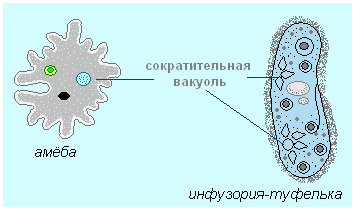 сократительная
вакуоль
амёба
инфузория-туфелька